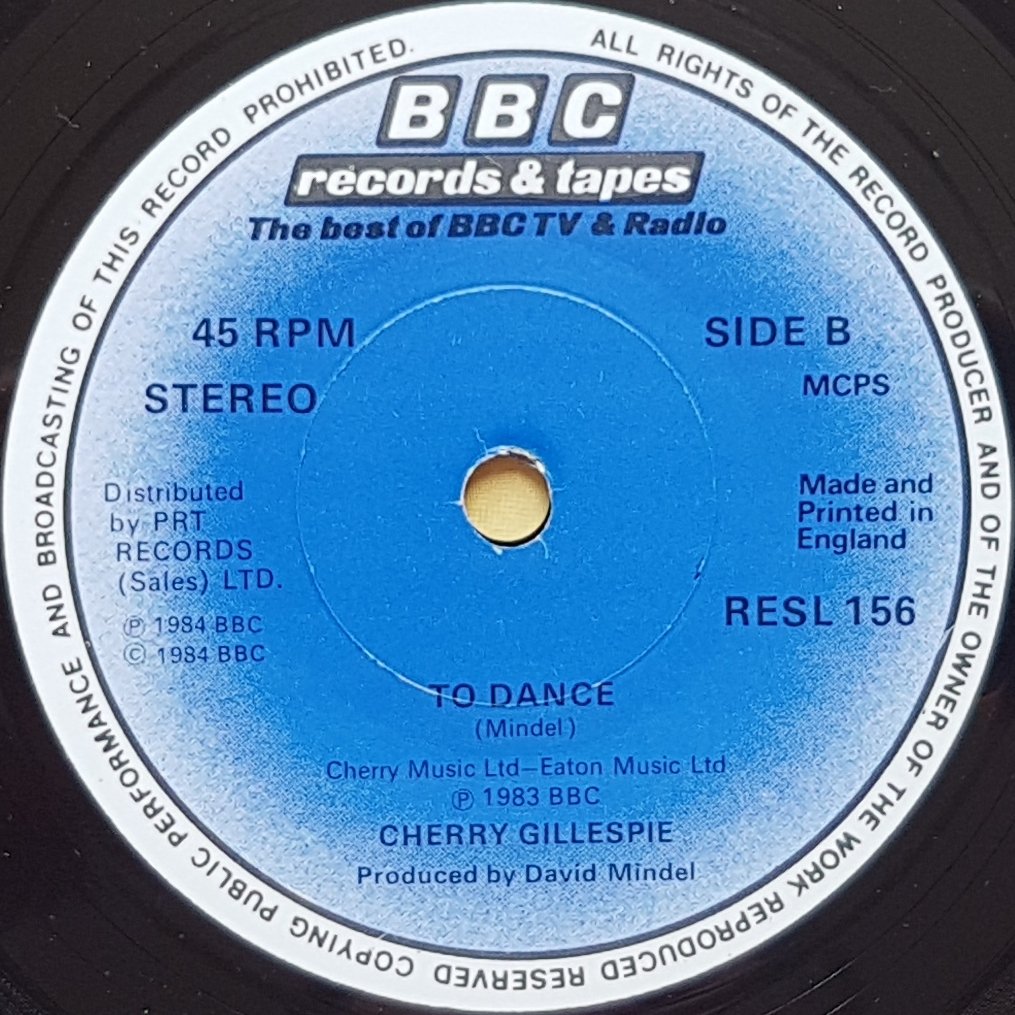 ALL RIGHTS OF THE RECORD PRODUCER AND OF THE OWNER OF THE WORK REPRODUCED RESERVED COPYING PUBLIC PERFORMANCE AND BROADCASTING OF THIS RECORD PROHIBITED.
BBC
records & tapes
The best of BBC TV & Radio
45 RPM
SIDE B
STEREO
MCPS
Distributed
by PRT
RECORDS
(Sales) LTD.
℗ 1984 BBC
© 1984 BBC
Made and
Printed in
England
RESL 156
TO DANCE
(Mindel)
Cherry Music Ltd–Eaton Music Ltd
℗ 1983 BBC
CHERRY GILLESPIE
Produced by David Mindel